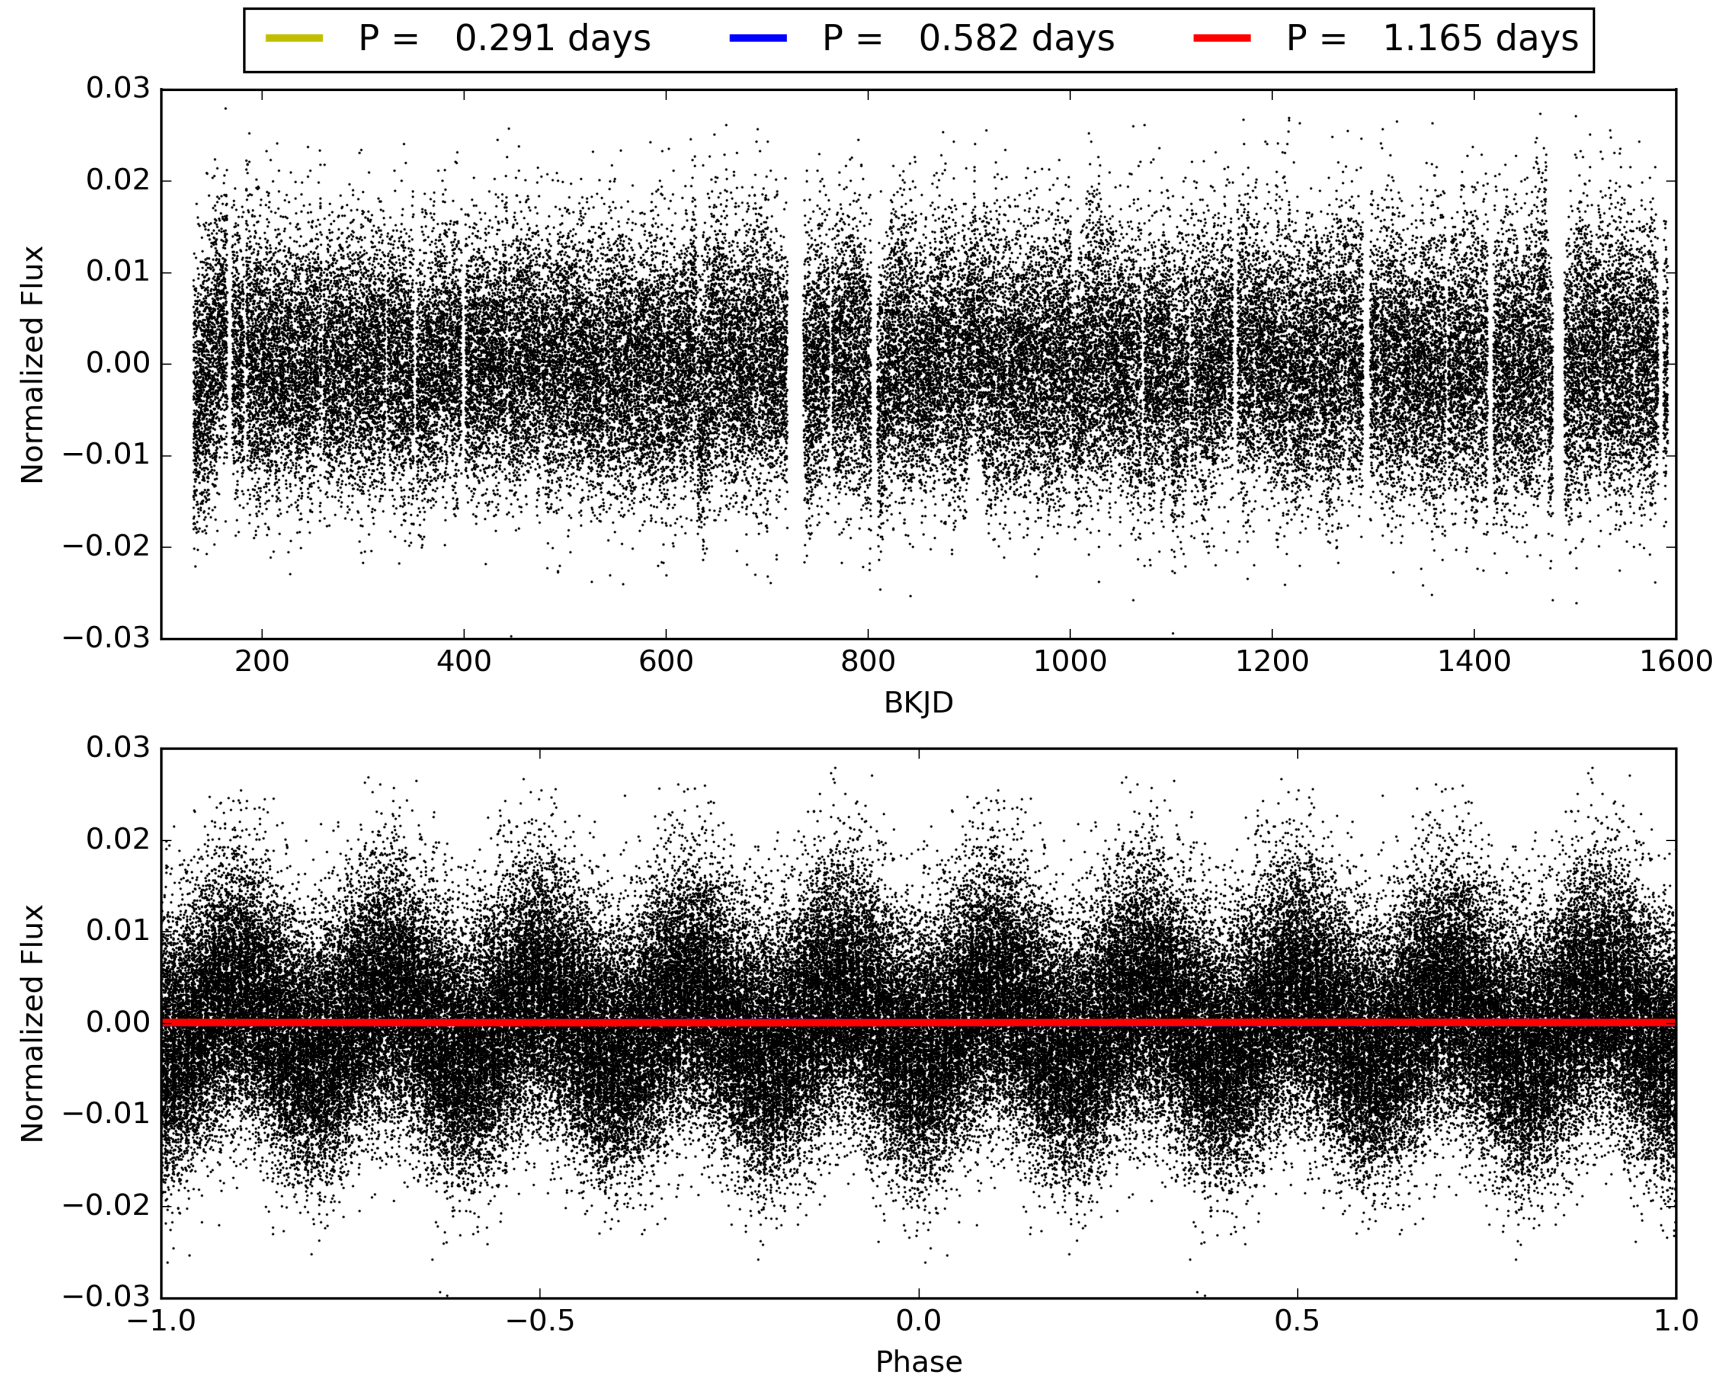 P = 0.291 days P = 0.582 days P = 1.165 days
0.03
0.02
0.01
0.00
−0.01
−0.02
−0.03
Normalized Flux
200 400 600 800 1000 1200 1400 1600
BKJD
0.03
0.02
0.01
0.00
−0.01
−0.02
−0.03
Normalized Flux
−1.0 −0.5 0.0 0.5 1.0
Phase